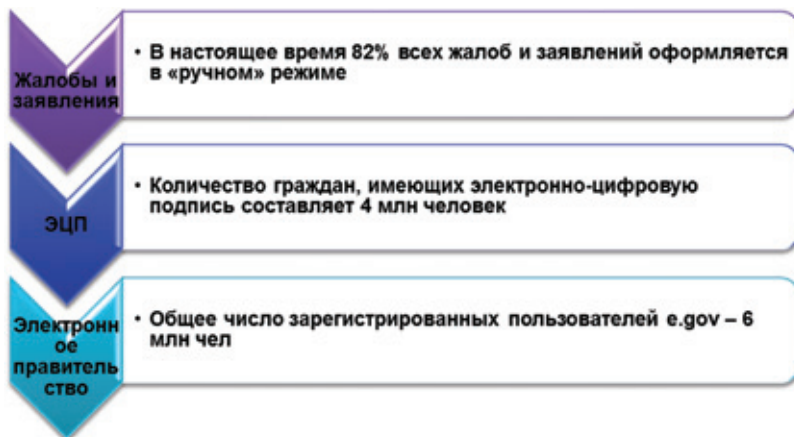 Жалобы и
заявления
• В настоящее время 82% всех жалоб и заявлений оформляется
в «ручном» режиме
ЭЦП
• Количество граждан, имеющих электронно-цифровую
подпись составляет 4 млн человек
Электронн
ое
правитель
ство
• Общее число зарегистрированных пользователей e.gov – 6
млн чел